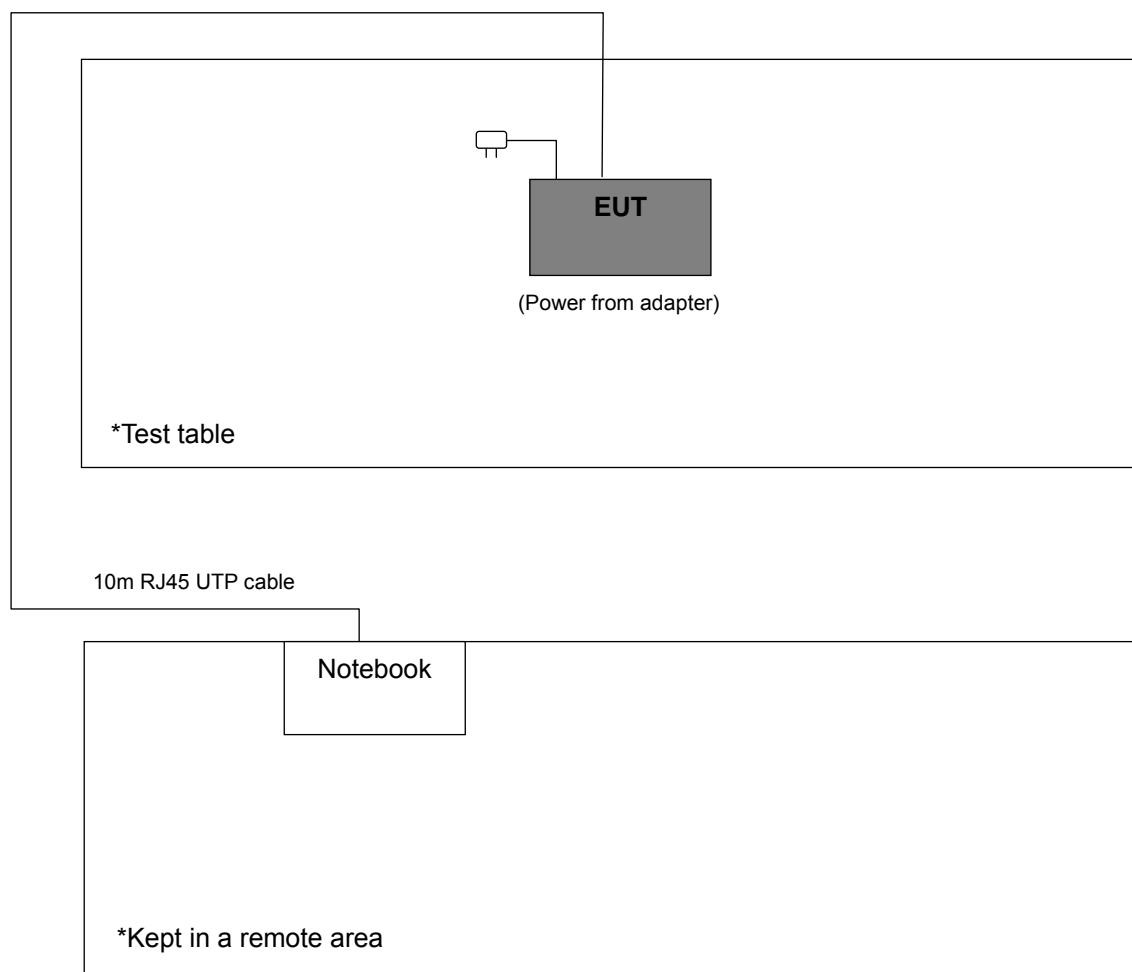 EUT
(Power from adapter)
*Test table
10m RJ45 UTP cable
Notebook
*Kept in a remote area